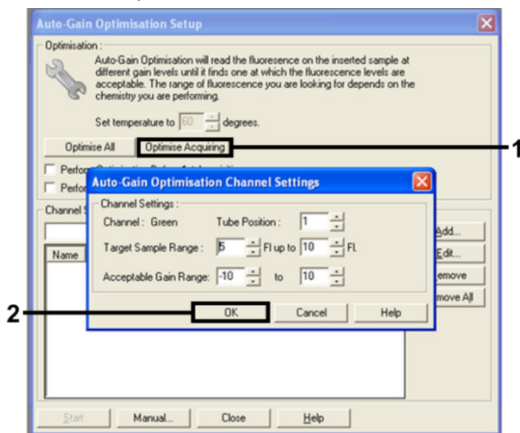 Auto-Gain Optimisation Setup
Optimisation :
Auto-Gain Optimisation will read the fluoresence on the inserted sample at
different gain levels until it finds one at which the fluorescence levels are
acceptable. The range of fluorescence you are looking for depends on the
chemistry you are performing.
Set temperature to 60 degrees.
Optimise All Optimise Acquiring 1
Perform
Auto-Gain Optimisation Channel Settings
Channel Settings :
Channel : Green Tube Position : 1
Target Sample Range : 5 Fl up to 10 Fl.
Acceptable Gain Range: -10 to 10
OK Cancel Help
2
Channel
Name
Add...
Edit...
Start Manual... Close Help